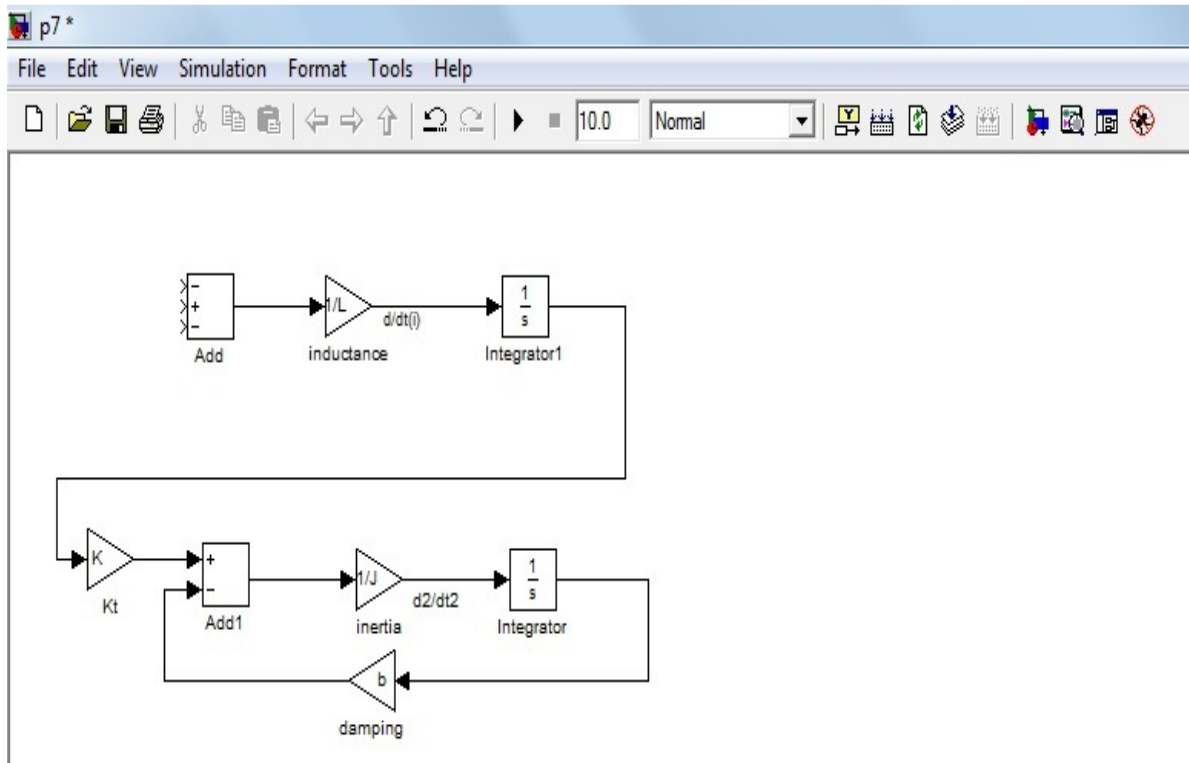 p7 *
File Edit View Simulation Format Tools Help
10.0 Normal
−
+
−
1/L
d/dt(i)
1
s
Add
inductance
Integrator1
K
Kt
+
−
Add1
1/J
d2/dt2
1
s
inertia
Integrator
b
damping